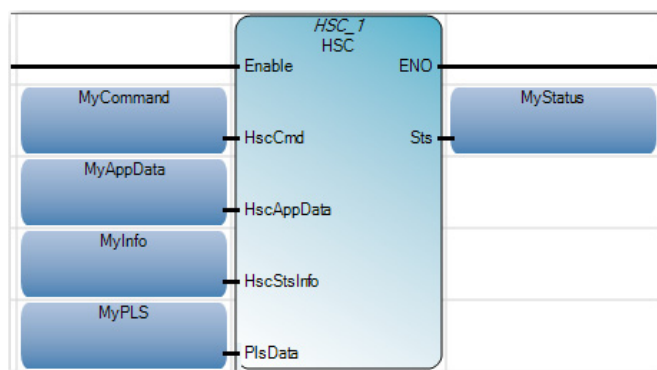 HSC_1
HSC
Enable ENO
MyCommand MyStatus
HscCmd Sts
MyAppData
HscAppData
MyInfo
HscStsInfo
MyPLS
PlsData